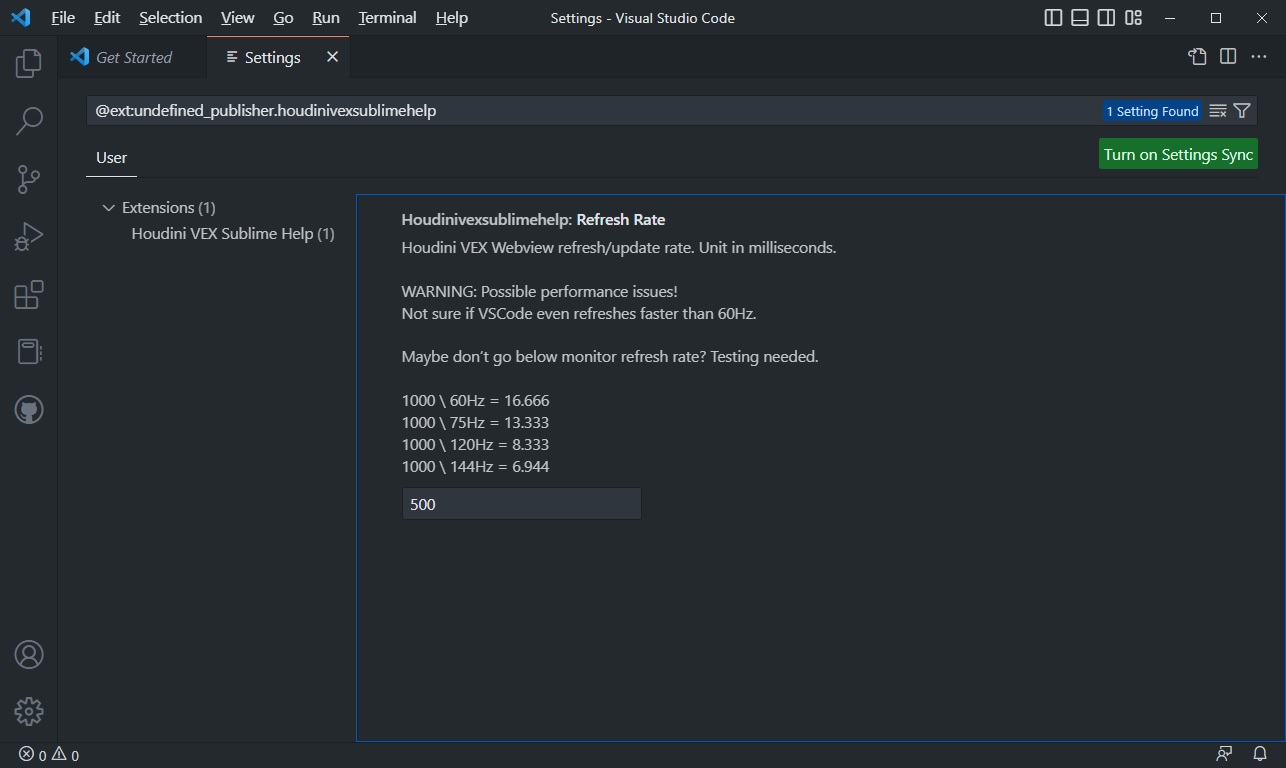 File Edit Selection View Go Run Terminal Help Settings - Visual Studio Code
Get Started Settings
@ext:undefined_publisher.houdinivexsublimehelp 1 Setting Found
User Turn on Settings Sync
Extensions (1)
Houdini VEX Sublime Help (1)
Houdinivexsublimehelp: Refresh Rate
Houdini VEX Webview refresh/update rate. Unit in milliseconds.
WARNING: Possible performance issues!
Not sure if VSCode even refreshes faster than 60Hz.
Maybe don't go below monitor refresh rate? Testing needed.
1000 \ 60Hz = 16.666
1000 \ 75Hz = 13.333
1000 \ 120Hz = 8.333
1000 \ 144Hz = 6.944
500
0 0